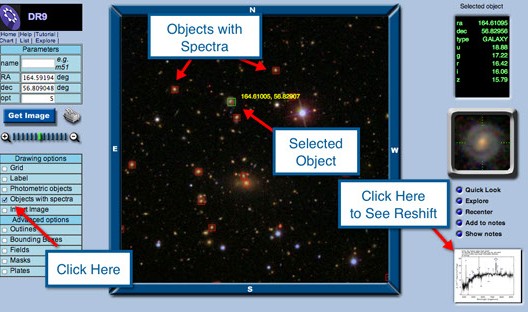 DR9
Home |Help |Tutorial |
Chart | List | Explore |
Parameters
name
e.g.
m51
RA 164.59194 deg
dec 56.809048 deg
opt 5
Get Image
Drawing options
Grid
Label
Photometric objects
Objects with spectra
Invert Image
Advanced options
Outlines
Bounding Boxes
Fields
Masks
Plates
Click Here
N
E
W
S
Objects with
Spectra
164.61005, 56.82907
Selected
Object
Click Here
to See Reshift
Selected object
ra 164.61095
dec 56.82958
type GALAXY
u 18.88
g 17.22
r 16.42
i 16.06
z 15.79
Quick Look
Explore
Recenter
Add to notes
Show notes